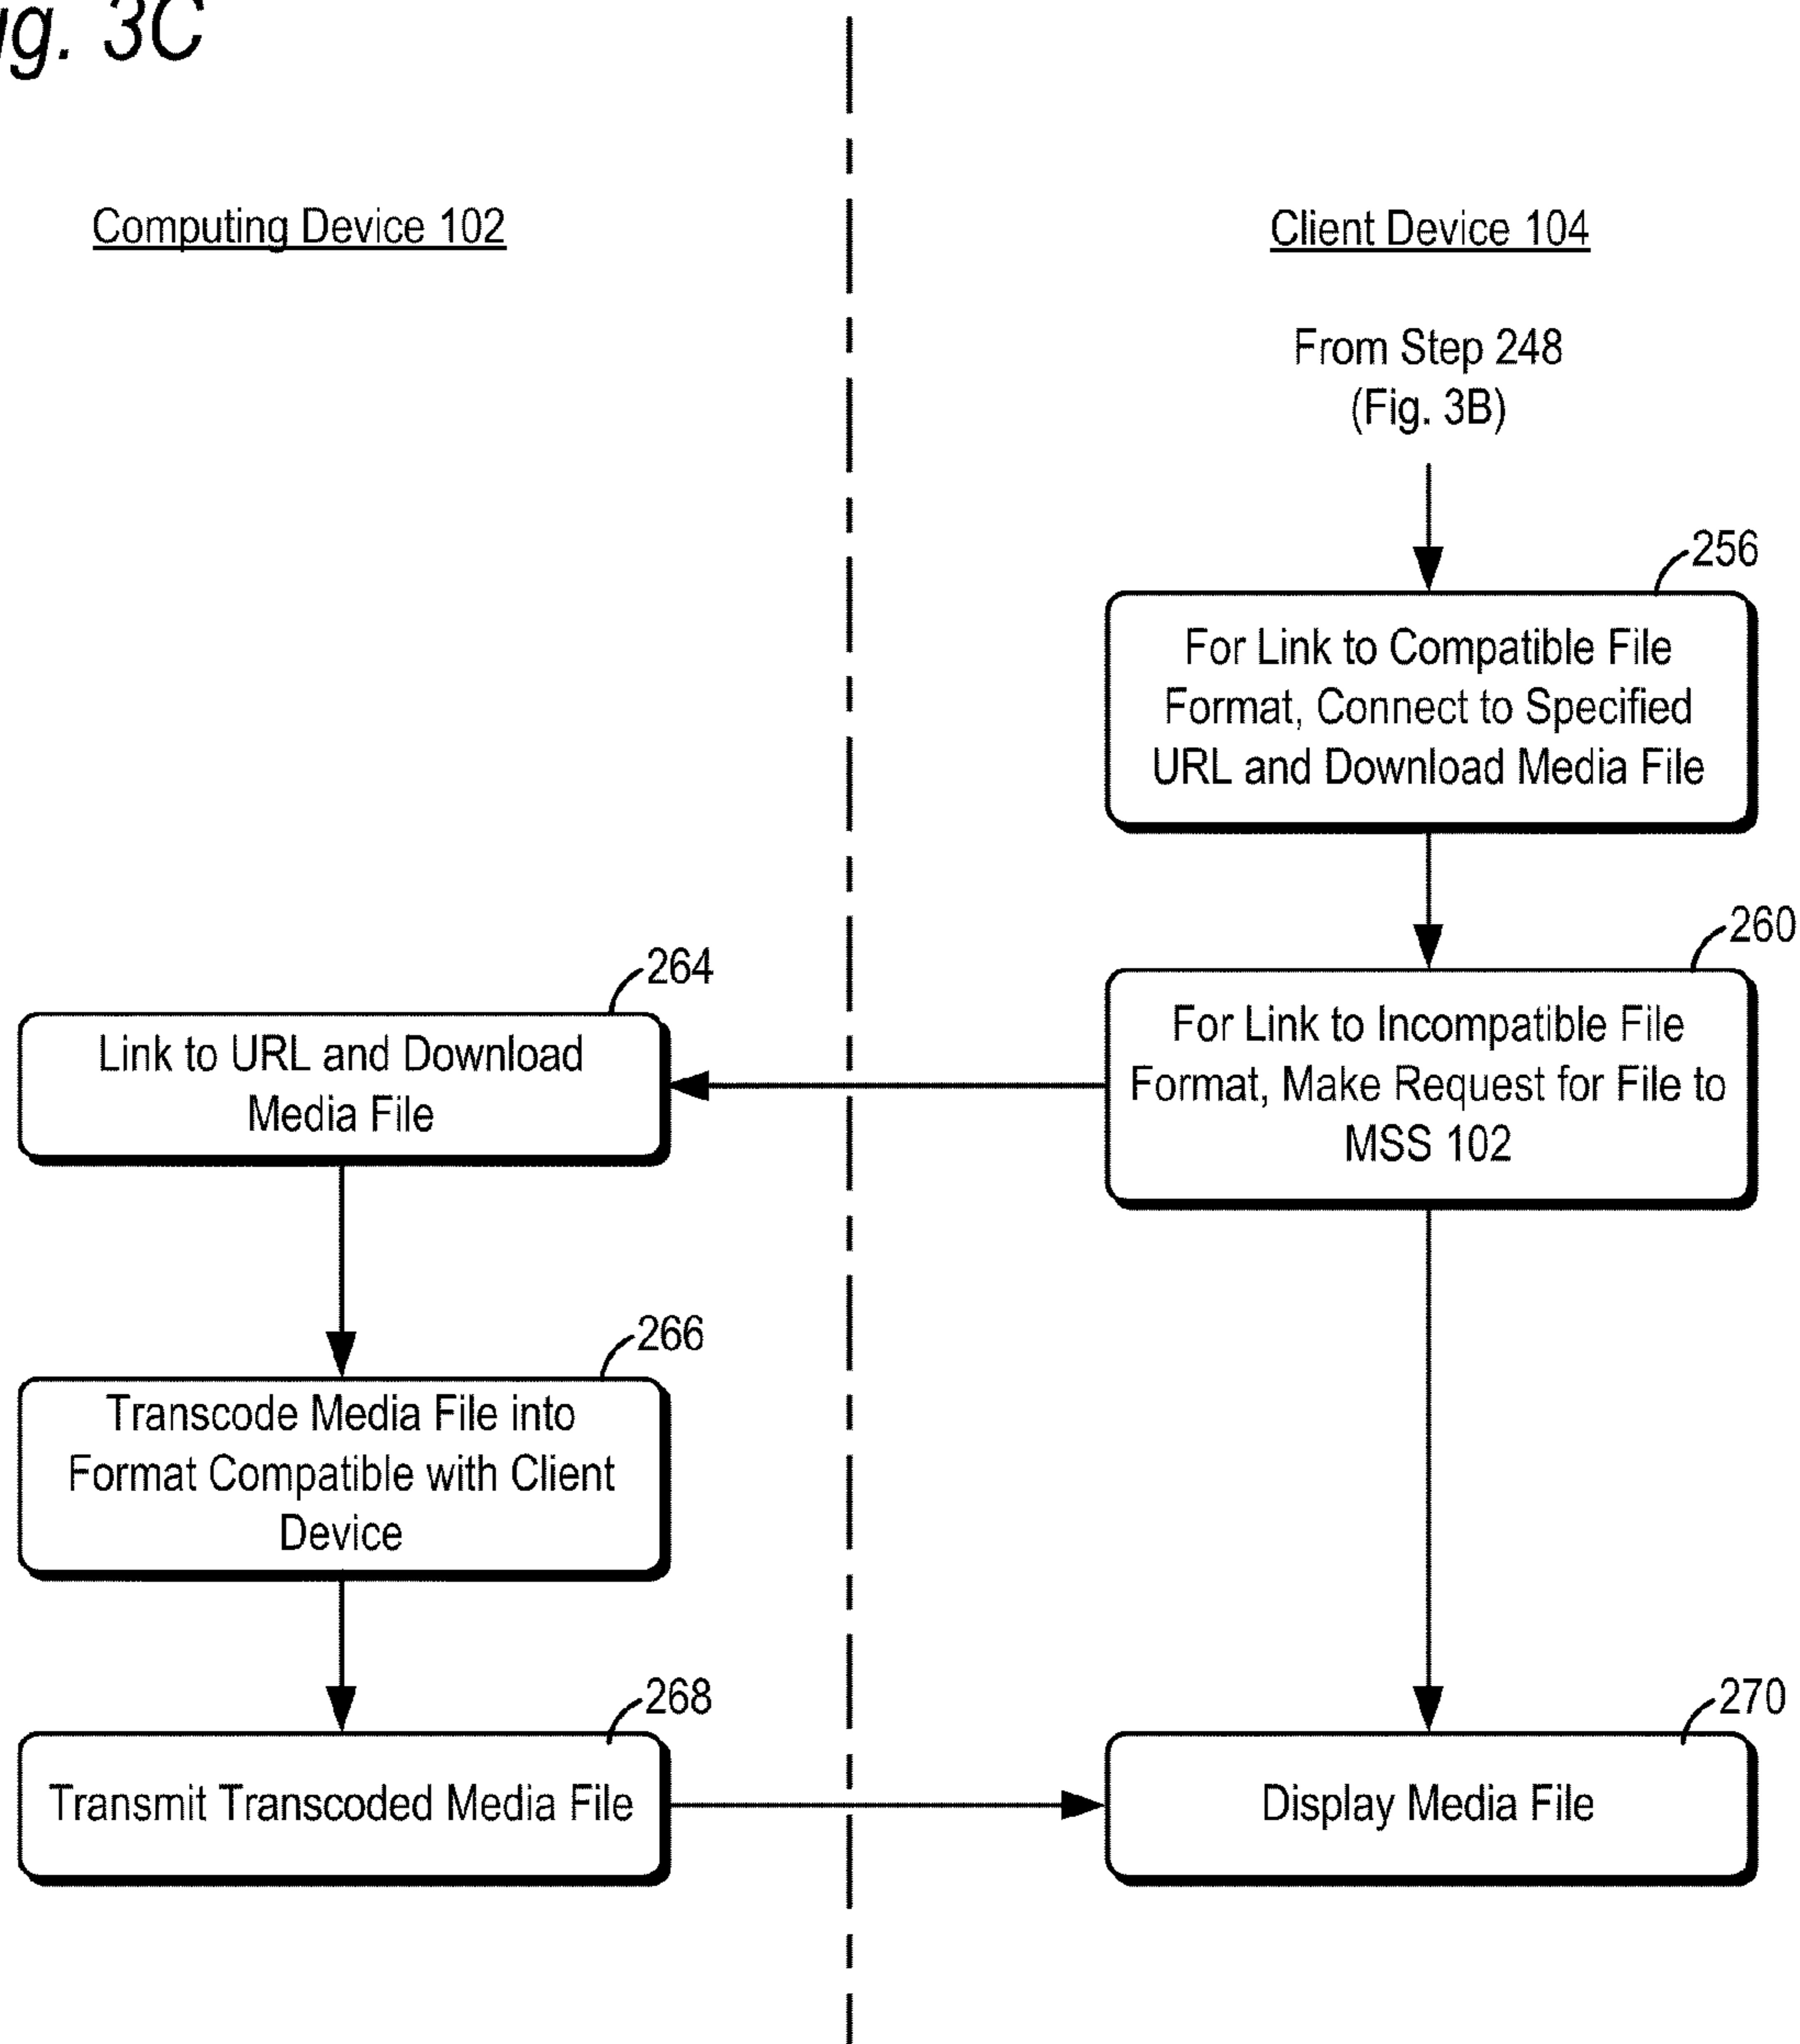 3C
Computing Device 102
Client Device 104
From Step 248
(Fig. 3B)
256
For Link to Compatible File
Format, Connect to Specified
URL and Download Media File
260
For Link to Incompatible File
Format, Make Request for File to
MSS 102
264
Link to URL and Download
Media File
266
Transcode Media File into
Format Compatible with Client
Device
268
Transmit Transcoded Media File
270
Display Media File